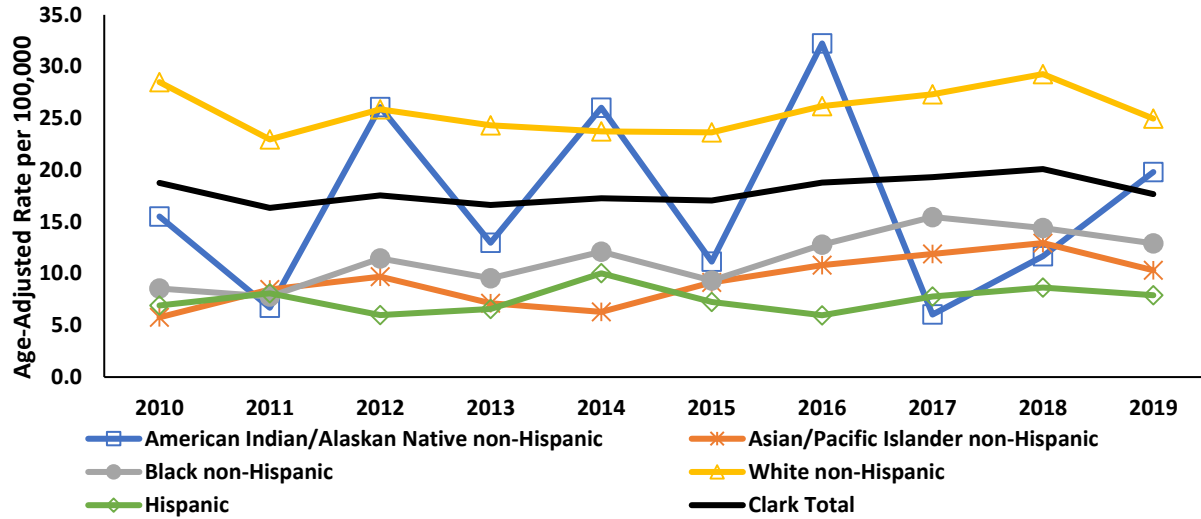 Age-Adjusted Rate per 100,000
35.0
30.0
25.0
20.0
15.0
10.0
5.0
0.0
2010 2011 2012 2013 2014 2015 2016 2017 2018 2019
American Indian/Alaskan Native non-Hispanic Asian/Pacific Islander non-Hispanic
Black non-Hispanic White non-Hispanic
Hispanic Clark Total